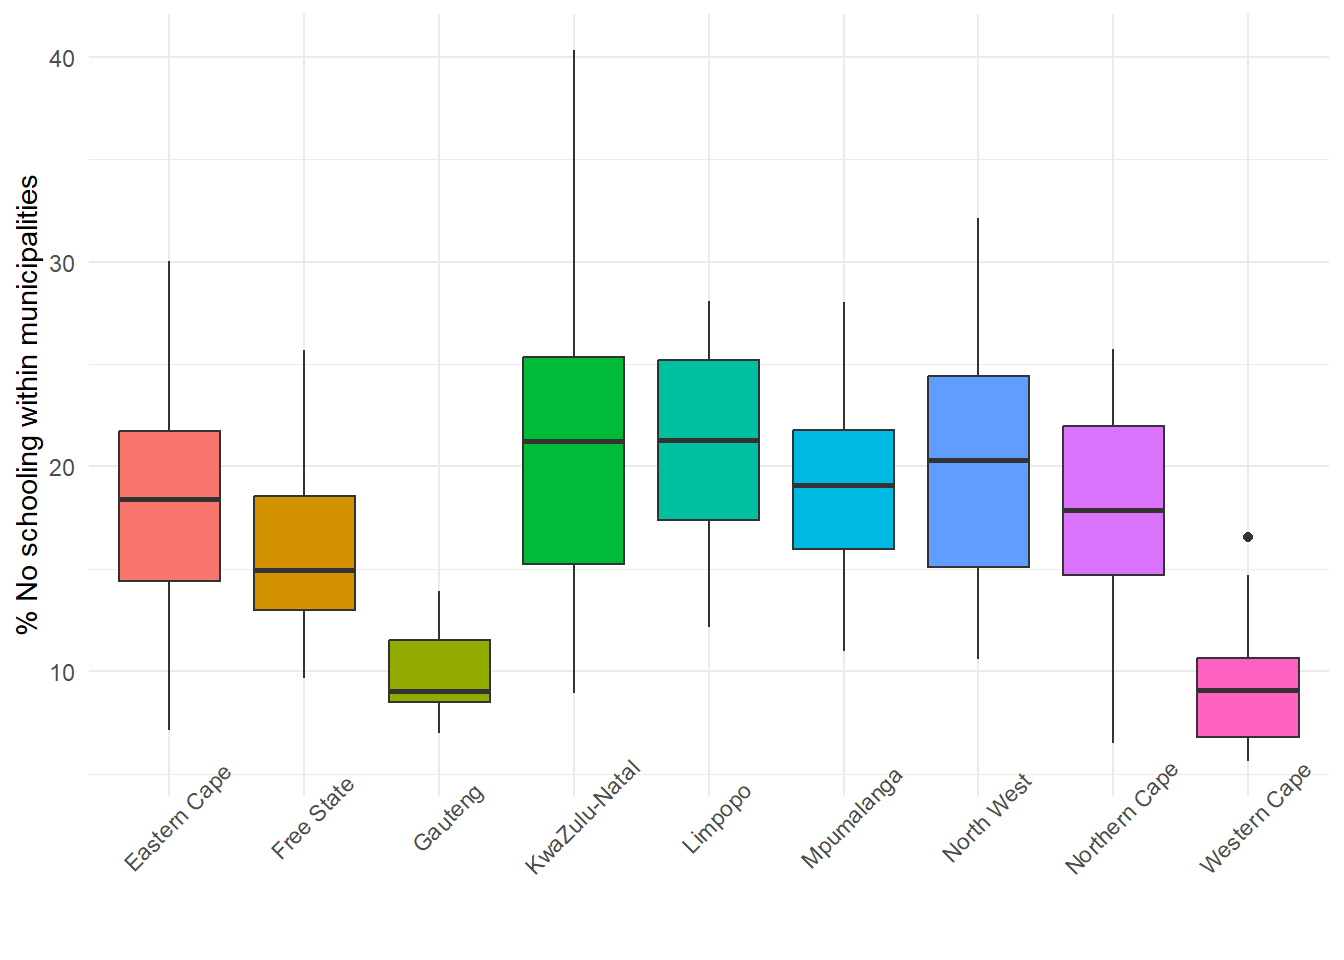 % No schooling within municipalities
40
30
20
10
Eastern Cape
Free State
Gauteng
KwaZulu-Natal
Limpopo
Mpumalanga
North West
Northern Cape
Western Cape